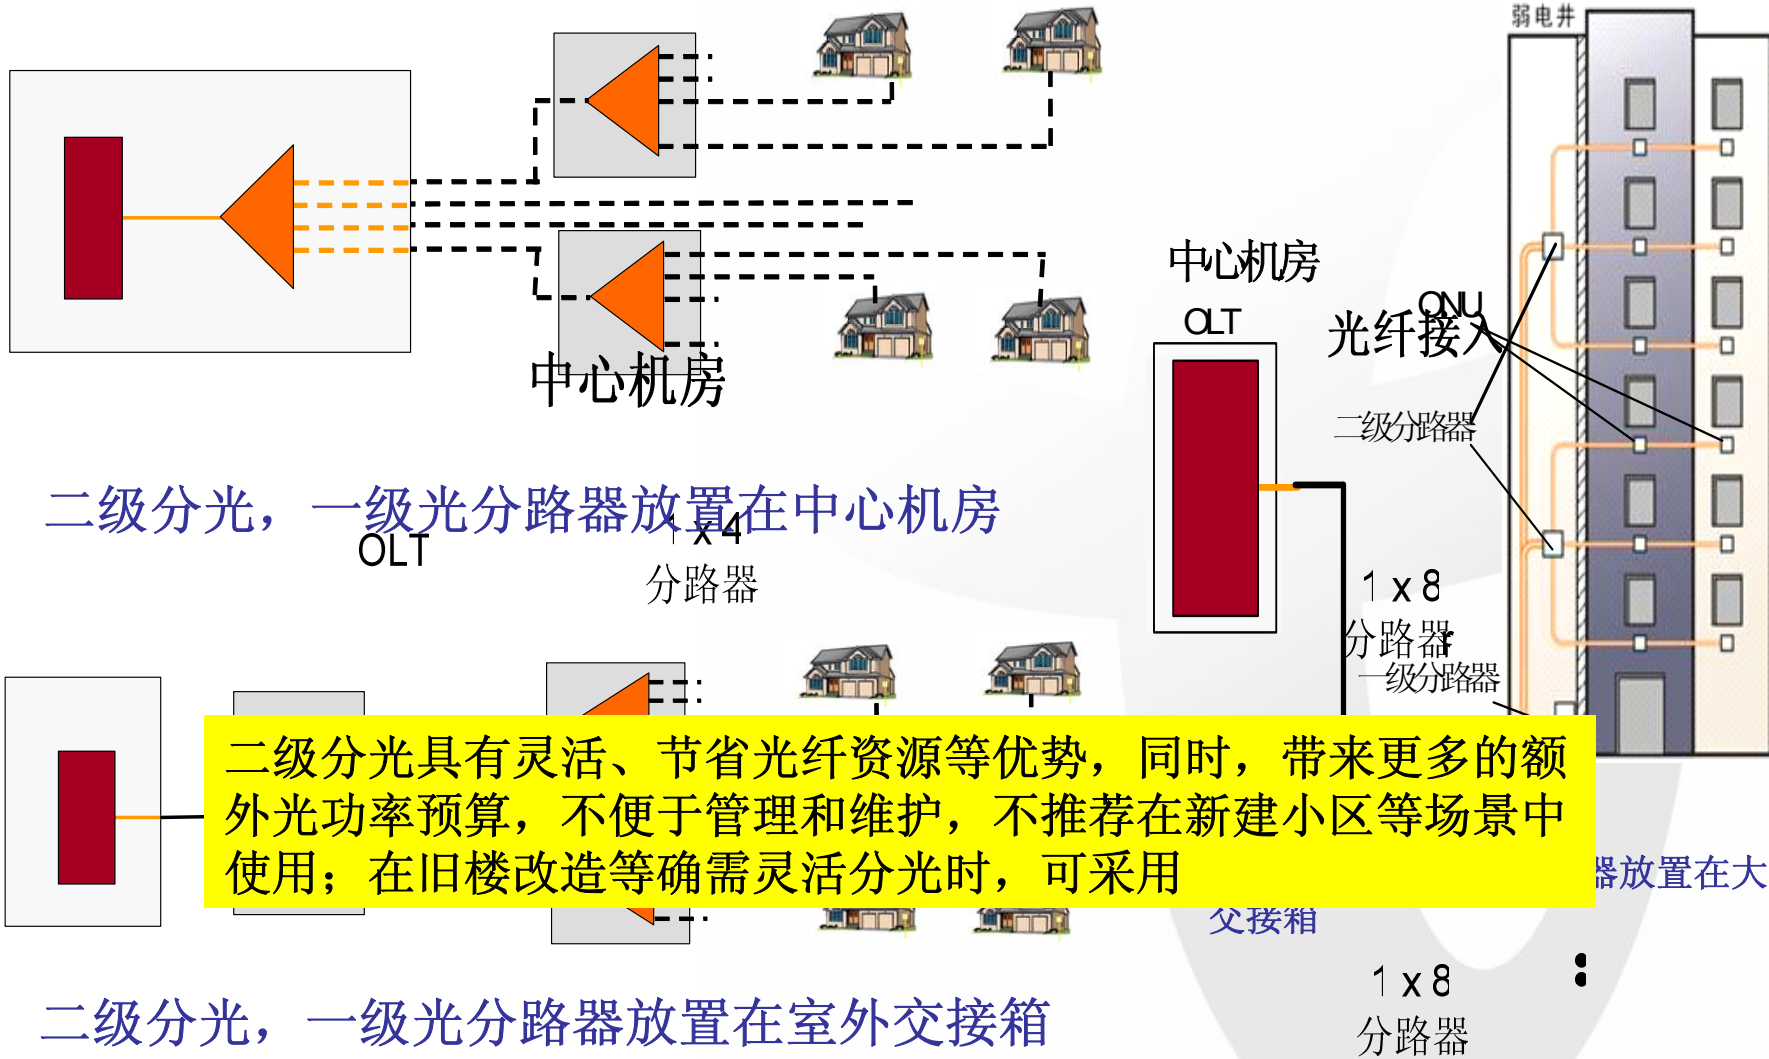 弱电井
中心机房
OLT
ONU
光纤接入
中心机房
二级分路器
二级分光，一级光分路器放置在中心机房
OLT
1 x 4
分路器
1 x 8
分路器
r
一级分路器
二级分光具有灵活、节省光纤资源等优势，同时，带来更多的额
外光功率预算，不便于管理和维护，不推荐在新建小区等场景中
使用；在旧楼改造等确需灵活分光时，可采用
器放置在大
交接箱
1 x 8
分路器
二级分光，一级光分路器放置在室外交接箱